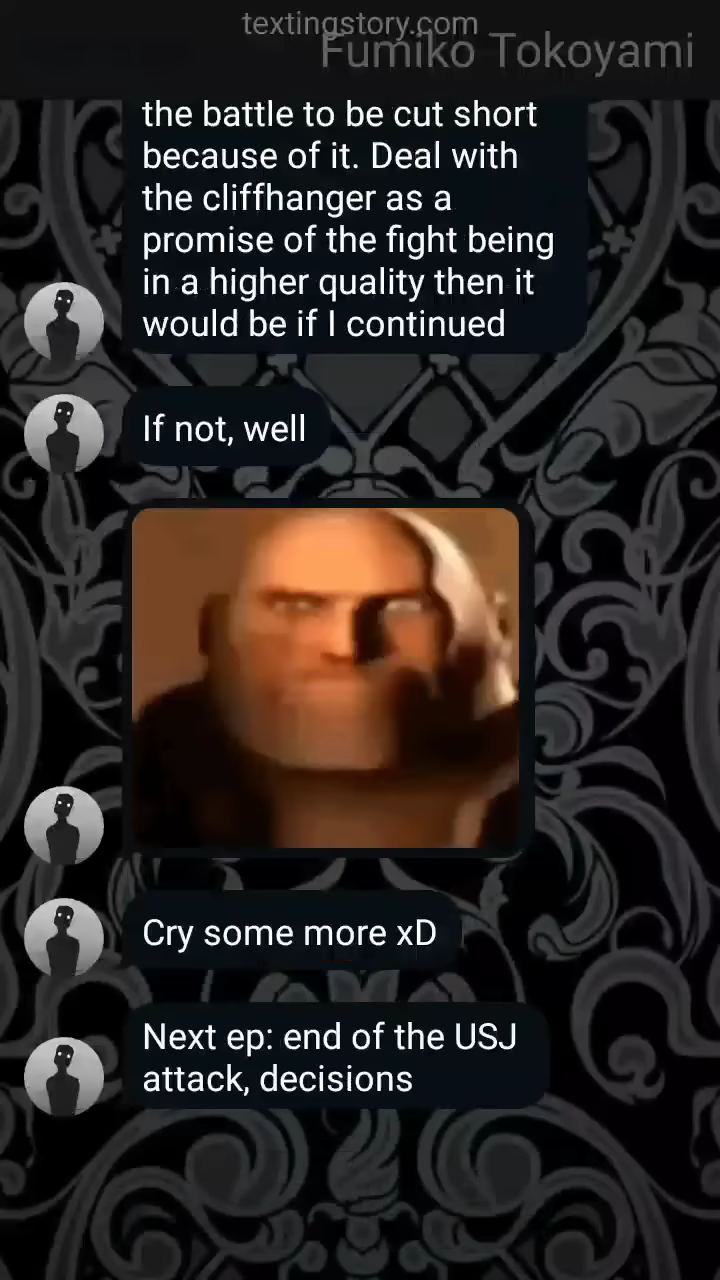 textingstory.com
Fumiko Tokoyami
the battle to be cut short
because of it. Deal with
the cliffhanger as a
promise of the fight being
in a higher quality then it
would be if I continued
If not, well
Cry some more xD
Next ep: end of the USJ
attack, decisions